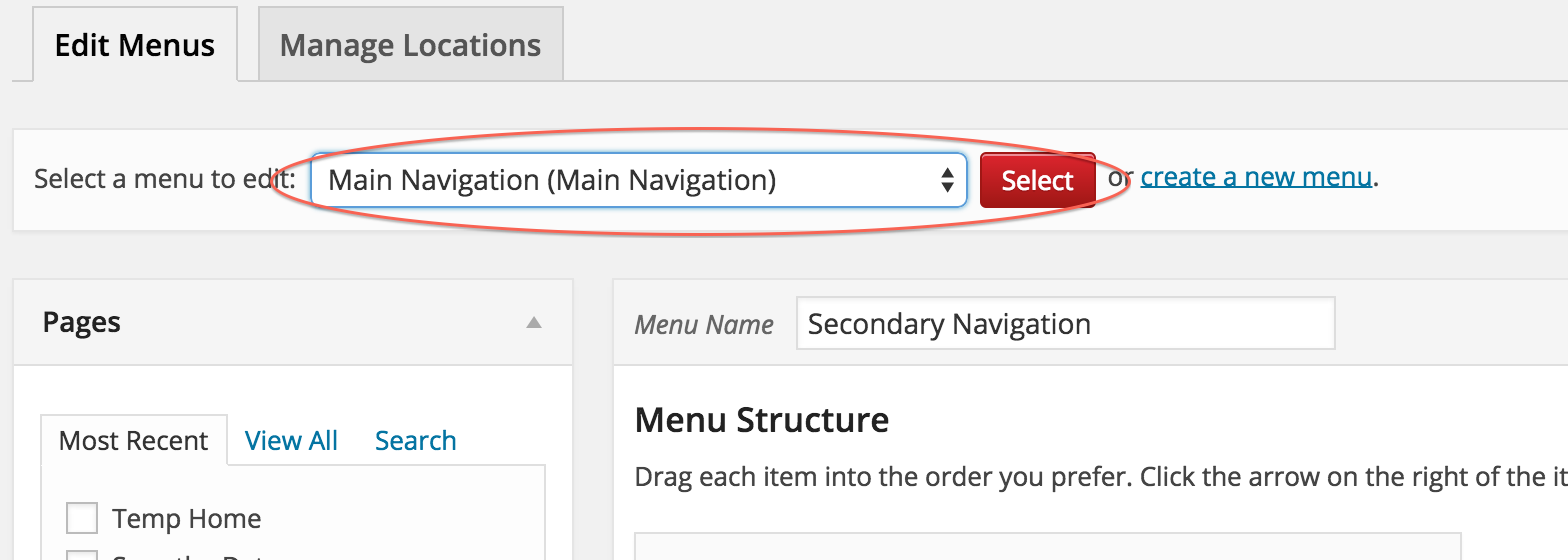 Edit Menus Manage Locations
Select a menu to edit: Main Navigation (Main Navigation) Select or create a new menu.
Pages
Menu Name Secondary Navigation
Most Recent View All Search
Menu Structure
Drag each item into the order you prefer. Click the arrow on the right of the
Temp Home